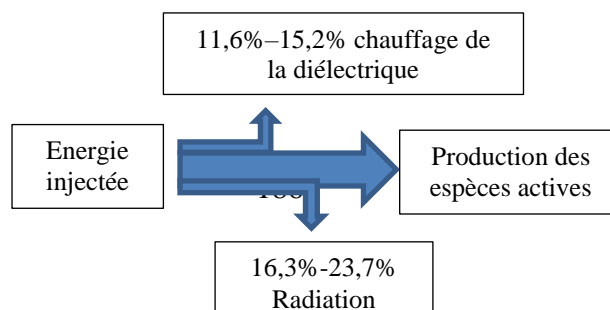 11,6%–15,2% chauffage de
la diélectrique
Energie
injectée
Production des
espèces actives
16,3%-23,7%
Radiation